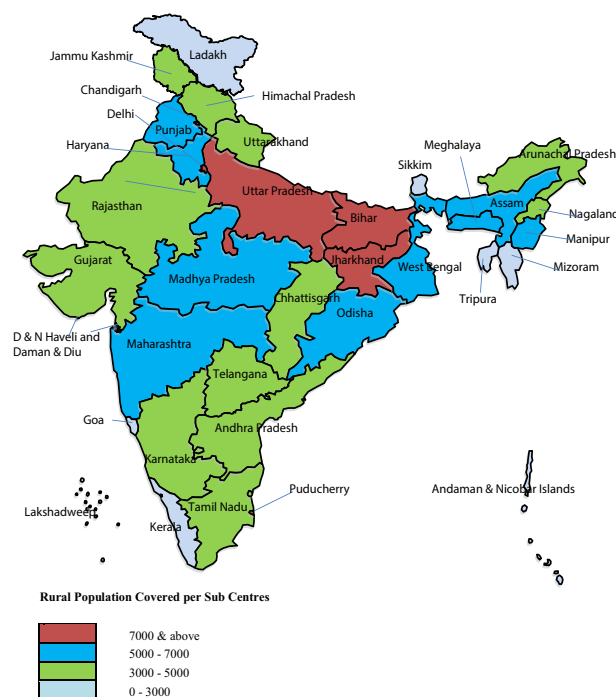 Ladakh
Jammu Kashmir
Chandigarh
Himachal Pradesh
Delhi
Punjab
Haryana
Uttarakhand
Meghalaya
Arunachal Pradesh
Sikkim
Uttar Pradesh
Rajasthan
Bihar
Assam
Nagaland
Manipur
Gujarat
Jharkhand
West Bengal
Mizoram
Madhya Pradesh
Chhattisgarh
Tripura
Odisha
D & N Haveli and
Daman & Diu
Maharashtra
Telangana
Goa
Andhra Pradesh
Karnataka
Puducherry
Andaman & Nicobar Islands
Lakshadweep
Tamil Nadu
Kerala
Rural Population Covered per Sub Centres
7000 & above
5000 - 7000
3000 - 5000
0 - 3000